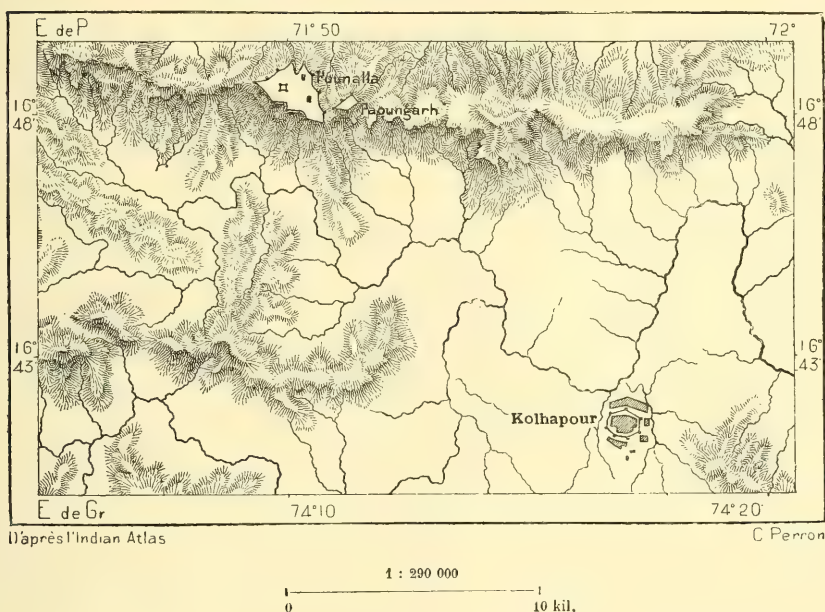 E de P 71° 50 72°
Pounalla
Paoungarh
16° 16°
48' 48'
16° 16°
43' 43'
Kolhapour
E de Gr 74°10 74° 20'
D'après l'Indian Atlas C Perron
1 : 290 000
0 10 kil.